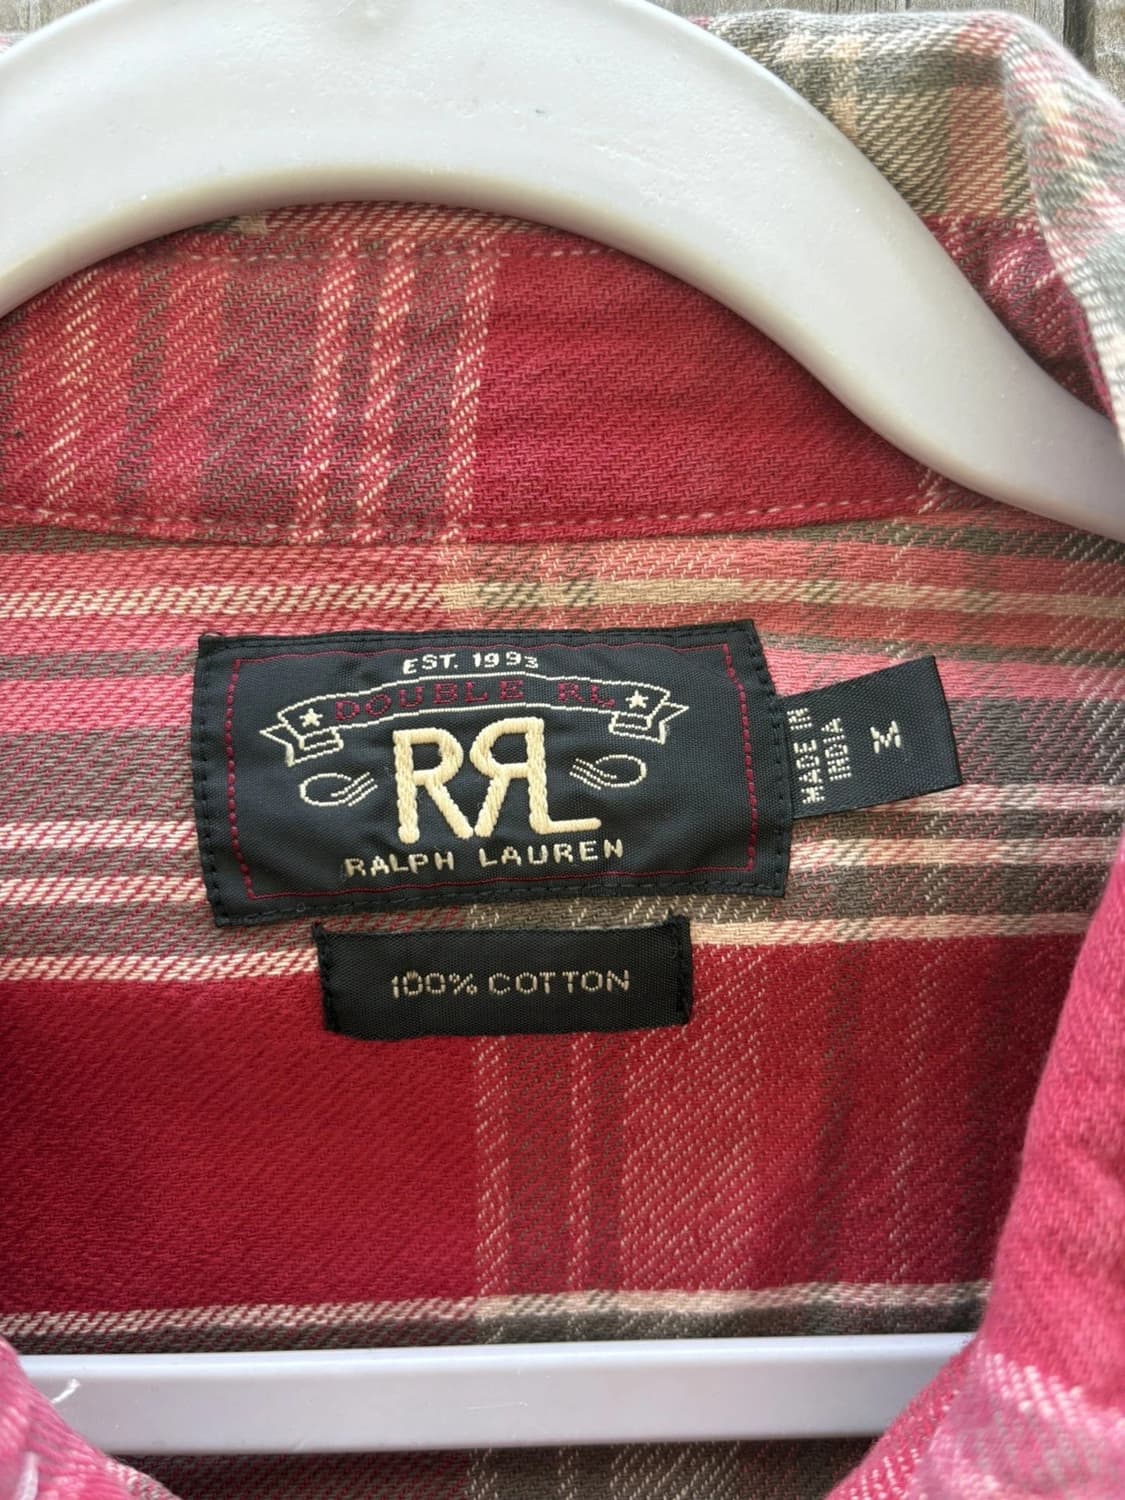 EST. 1993
DOUBLE RL
RRL
RALPH LAUREN
MADE IN
INDIA
M
100% COTTON